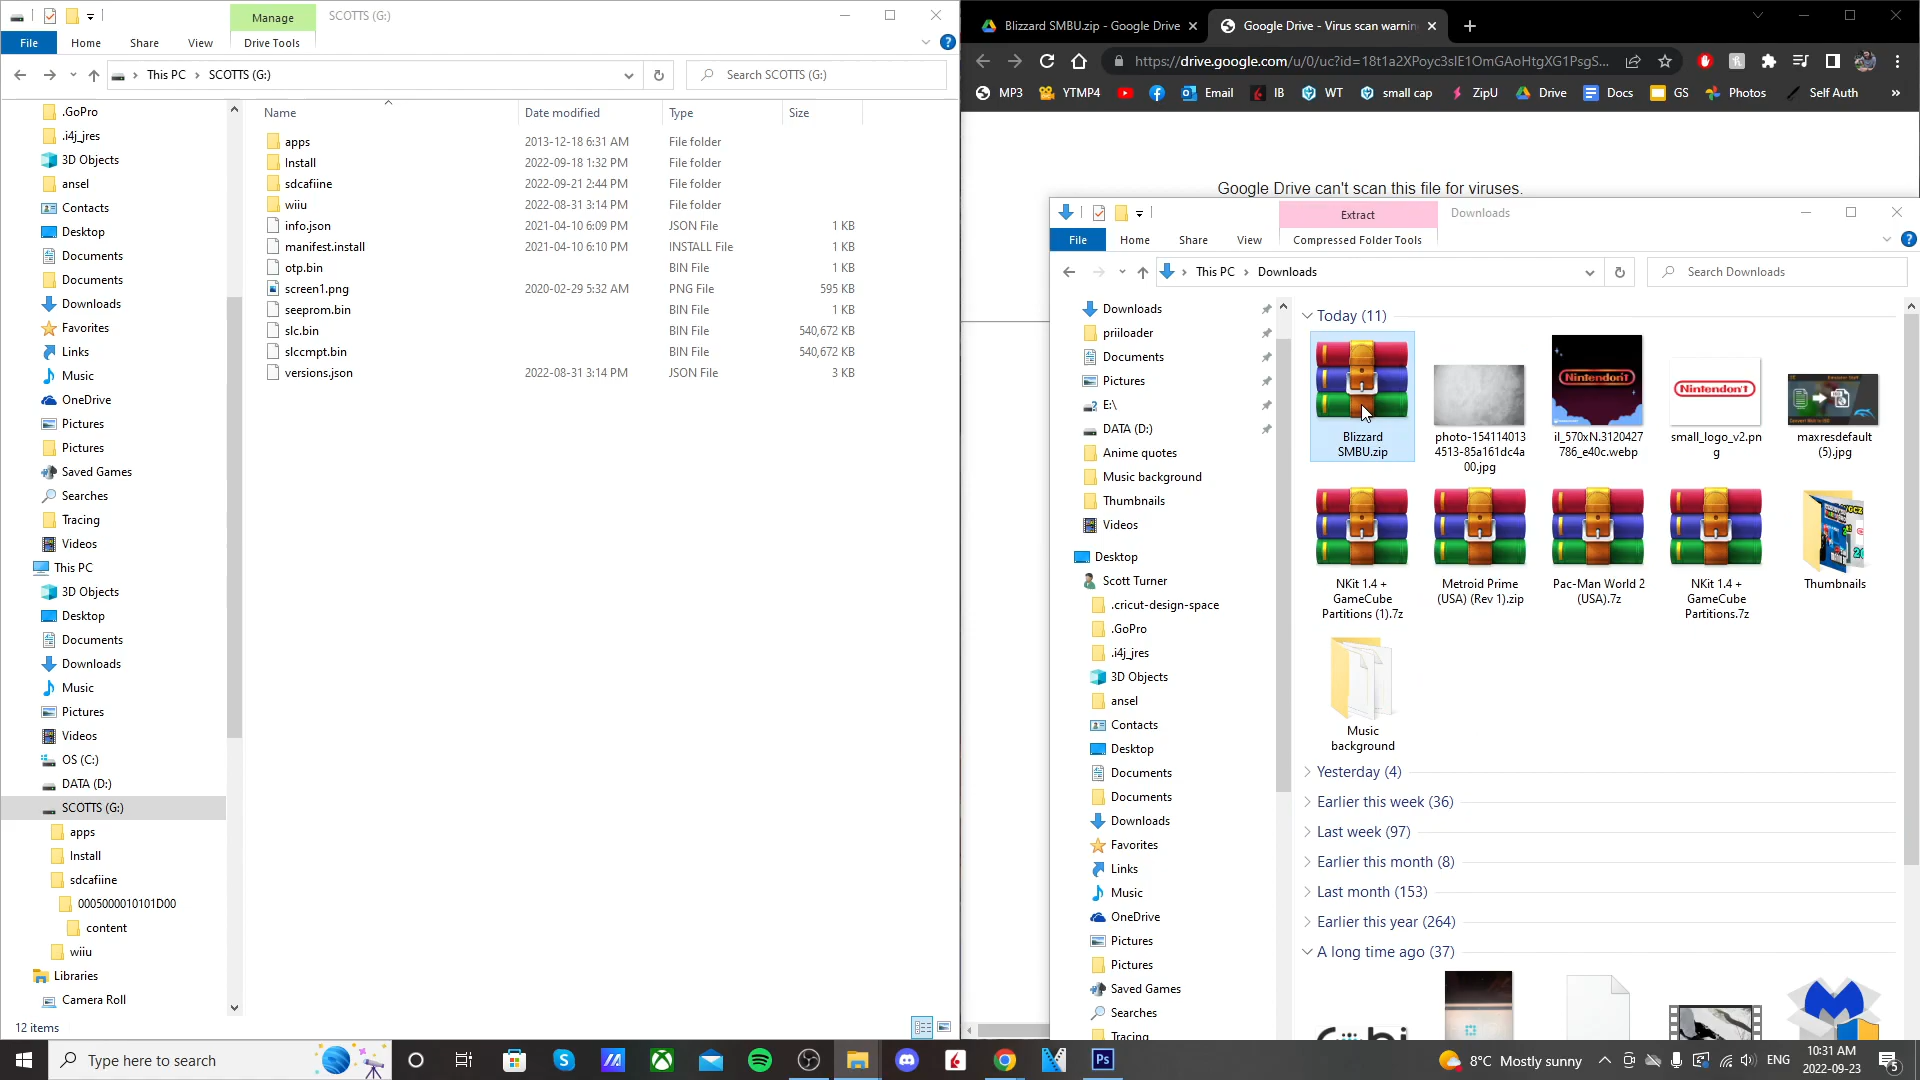 Manage
SCOTTS (G:)
File
Home
Share
View
Drive Tools
This PC
SCOTTS (G:)
Search SCOTTS (G:)
.GoPro
.i4j_jres
3D Objects
ansel
Contacts
Desktop
Documents
Documents
Downloads
Favorites
Links
Music
OneDrive
Pictures
Pictures
Saved Games
Searches
Tracing
Videos
This PC
3D Objects
Desktop
Documents
Downloads
Music
Pictures
Videos
OS (C:)
DATA (D:)
SCOTTS (G:)
apps
Install
sdcafiine
0005000010101D00
content
wiiu
Libraries
Camera Roll
12 items
Name Date modified Type Size
apps 2013-12-18 6:31 AM File folder
Install 2022-09-18 1:32 PM File folder
sdcafiine 2022-09-21 2:44 PM File folder
wiiu 2022-08-31 3:14 PM File folder
info.json 2021-04-10 6:09 PM JSON File 1 KB
manifest.install 2021-04-10 6:10 PM INSTALL File 1 KB
otp.bin BIN File 1 KB
screen1.png 2020-02-29 5:32 AM PNG File 595 KB
seeprom.bin BIN File 1 KB
slc.bin BIN File 540,672 KB
slccmpt.bin BIN File 540,672 KB
versions.json 2022-08-31 3:14 PM JSON File 3 KB
Blizzard SMBU.zip - Google Drive
Google Drive - Virus scan warnin
https://drive.google.com/u/0/uc?id=18t1a2XPoyc3slE1OmGAoHtgXG1PsgS...
MP3
YTMP4
Email
IB
WT
small cap
ZipU
Drive
Docs
GS
Photos
Self Auth
»
Google Drive can't scan this file for viruses.
Extract
Downloads
File
Home
Share
View
Compressed Folder Tools
This PC
Downloads
Search Downloads
Downloads
priiloader
Documents
Pictures
E:\
DATA (D:)
Anime quotes
Music background
Thumbnails
Videos
Desktop
Scott Turner
.cricut-design-space
.GoPro
.i4j_jres
3D Objects
ansel
Contacts
Desktop
Documents
Documents
Downloads
Favorites
Links
Music
OneDrive
Pictures
Pictures
Saved Games
Searches
Tracing
Today (11)
Nintendon't
Nintendon't
Blizzard
SMBU.zip
photo-154114013
4513-85a161dc4a
00.jpg
il_570xN.3120427
786_e40c.webp
small_logo_v2.pn
g
maxresdefault
(5).jpg
NKit 1.4 +
GameCube
Partitions (1).7z
Metroid Prime
(USA) (Rev 1).zip
Pac-Man World 2
(USA).7z
NKit 1.4 +
GameCube
Partitions.7z
Thumbnails
Music
background
Yesterday (4)
Earlier this week (36)
Last week (97)
Earlier this month (8)
Last month (153)
Earlier this year (264)
A long time ago (37)
Type here to search
8°C Mostly sunny
ENG
10:31 AM
2022-09-23
5